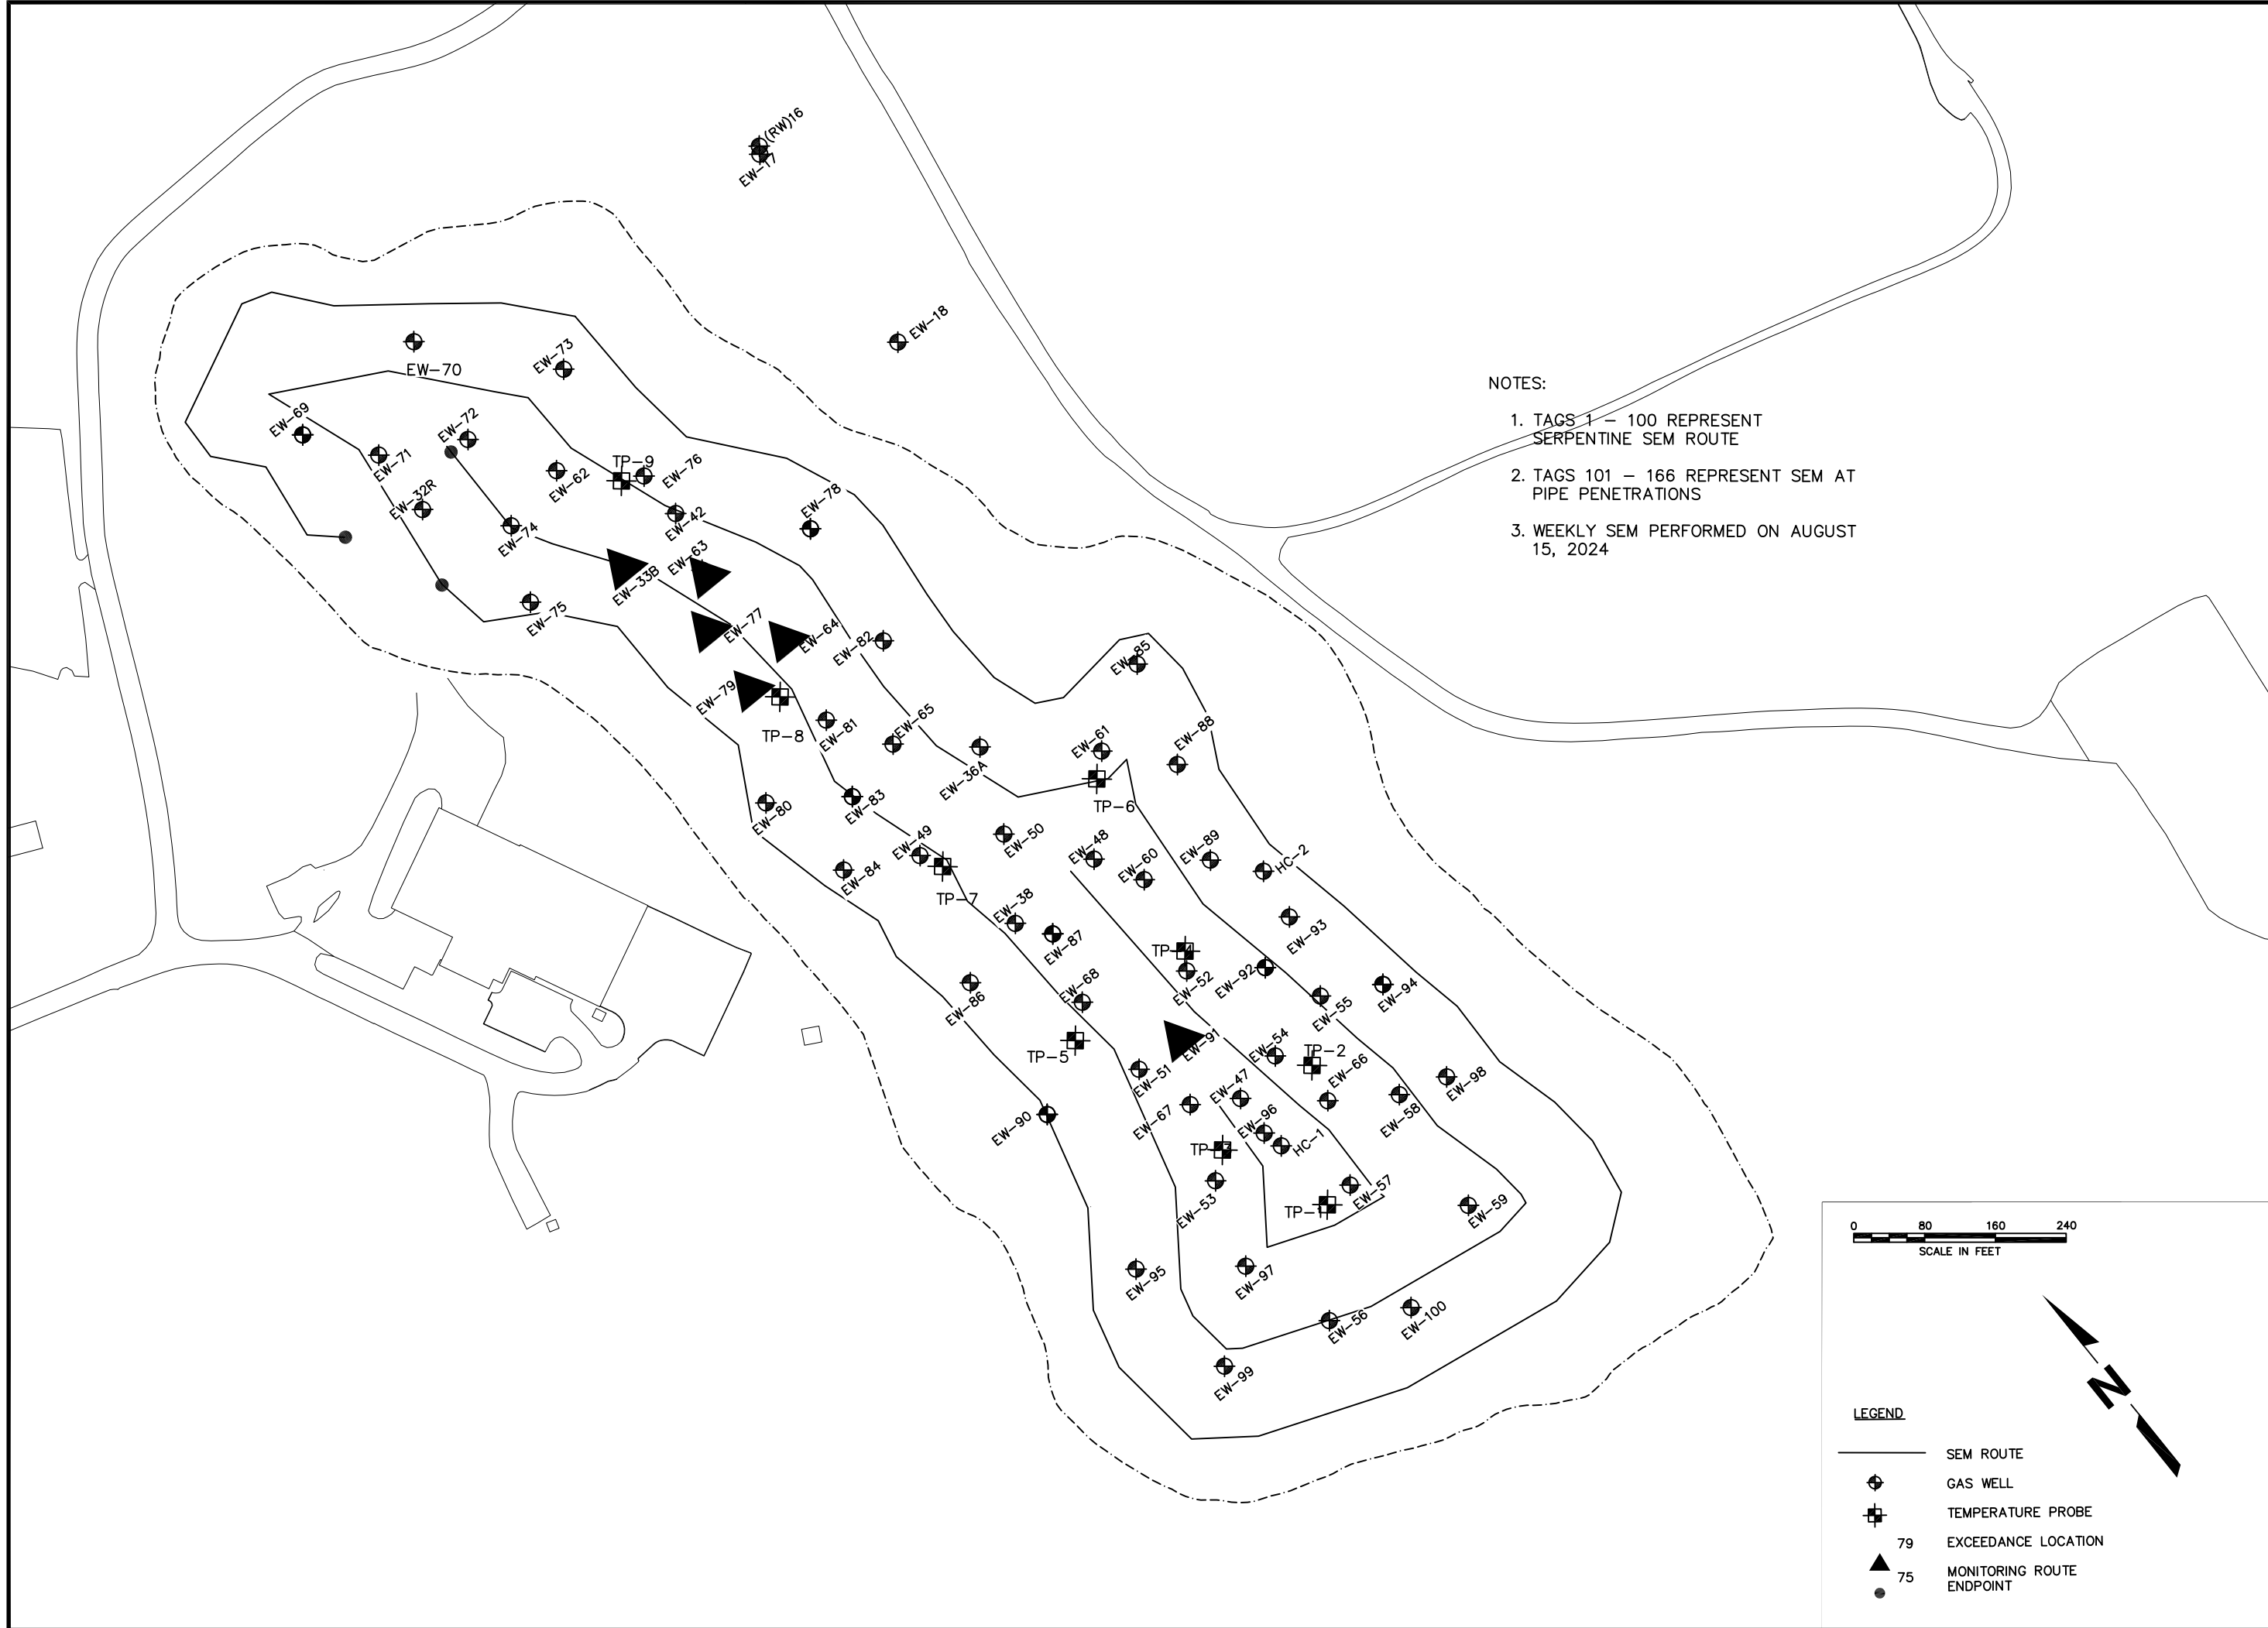 (RW)16
EW-17
EW-18
EW-73
EW-70
EW-69
EW-72
EW-71
TP-9
EW-76
EW-62
EW-32R
EW-78
EW-42
EW-74
EW-63
EW-33B
EW-75
EW-77
EW-64
EW-82
EW-85
EW-79
TP-8
EW-81
EW-65
EW-88
EW-61
EW-36A
TP-6
EW-80
EW-83
EW-49
EW-50
EW-48
EW-60
EW-89
HC-2
EW-84
TP-7
EW-38
EW-87
EW-93
TP-4
EW-92
EW-52
EW-86
EW-68
EW-55
EW-94
TP-5
EW-91
EW-54
TP-2
EW-66
EW-51
EW-47
EW-98
EW-58
EW-90
EW-67
EW-96
HC-1
TP-3
EW-53
TP-1
EW-57
EW-59
EW-95
EW-97
EW-56
EW-100
EW-99
NOTES:
1. TAGS 1 – 100 REPRESENT
SERPENTINE SEM ROUTE
2. TAGS 101 – 166 REPRESENT SEM AT
PIPE PENETRATIONS
3. WEEKLY SEM PERFORMED ON AUGUST
15, 2024
0 80 160 240
SCALE IN FEET
N
LEGEND
SEM ROUTE
GAS WELL
TEMPERATURE PROBE
79 EXCEEDANCE LOCATION
75 MONITORING ROUTE
ENDPOINT